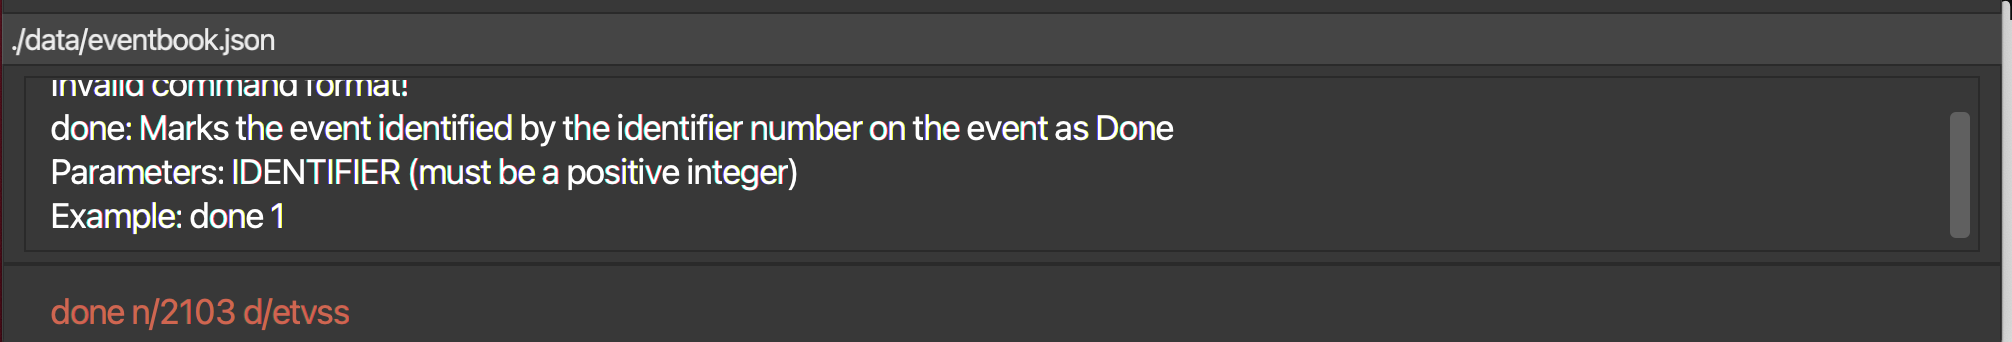 ./data/eventbook.json
Invalid command format!
done: Marks the event identified by the identifier number on the event as Done
Parameters: IDENTIFIER (must be a positive integer)
Example: done 1
done n/2103 d/etvss